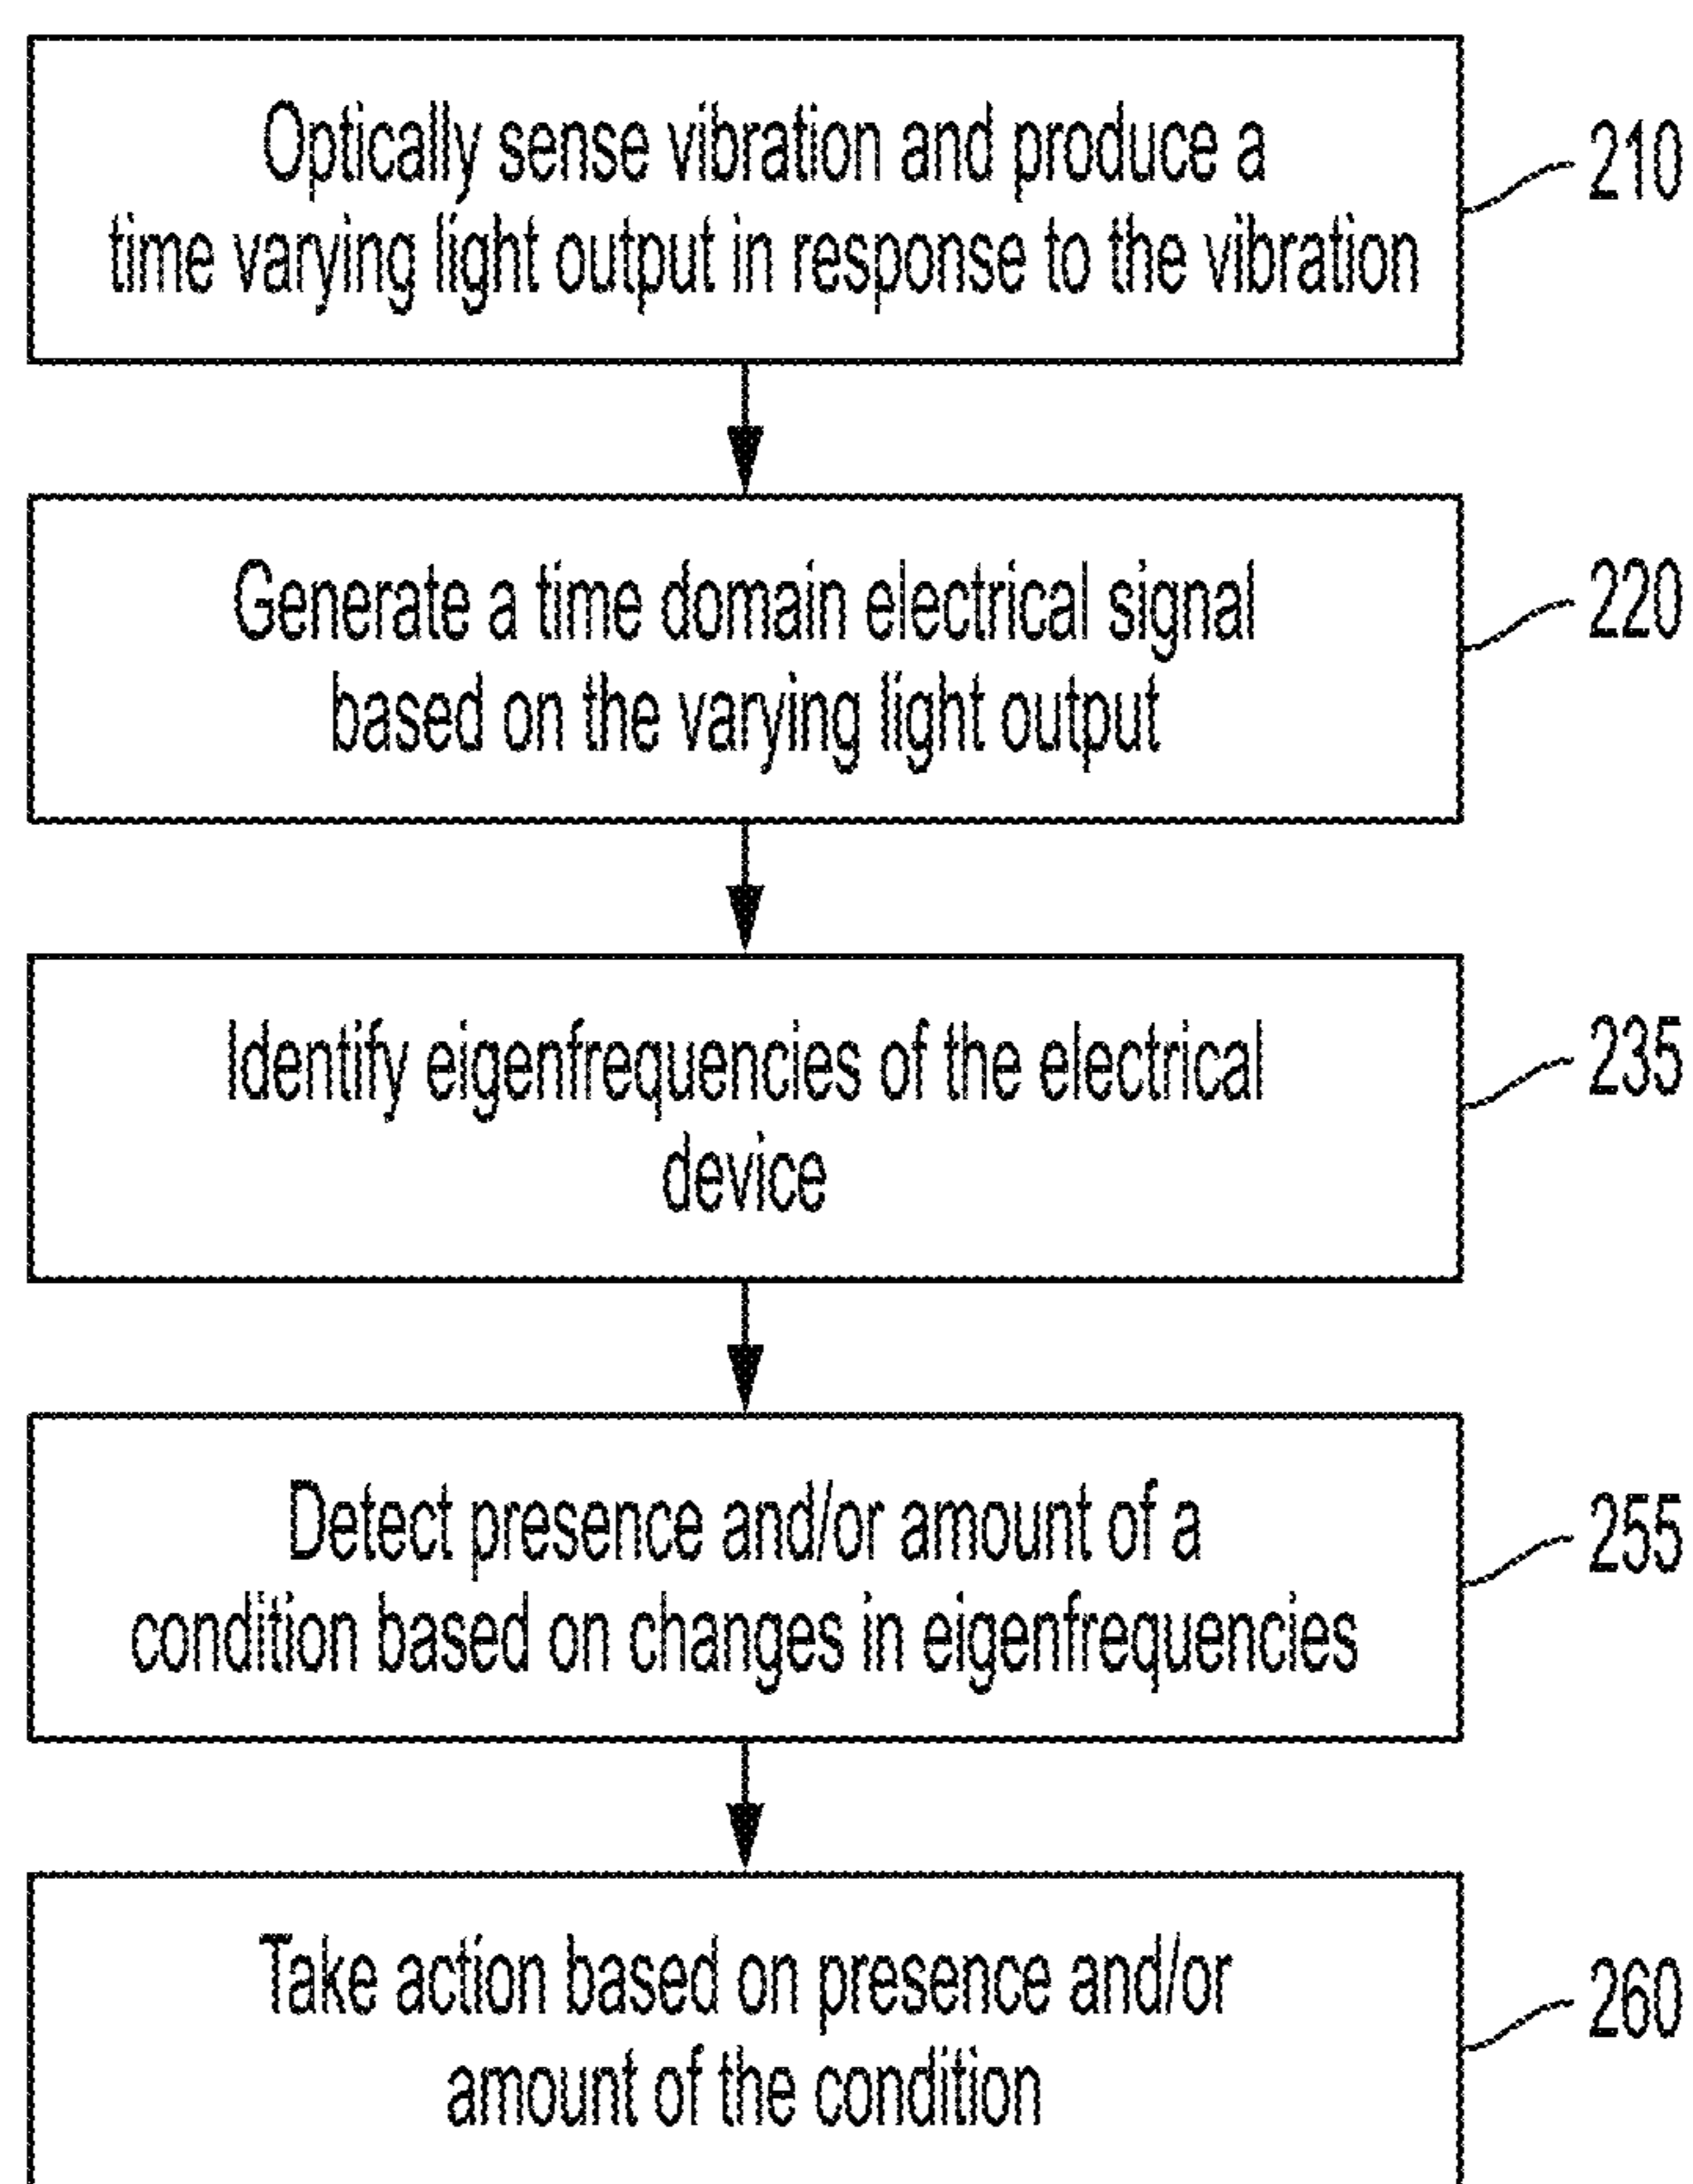 Optically sense vibration and produce a
time varying light output in response to the vibration
210
Generate a time domain electrical signal
based on the varying light output
220
Identify eigenfrequencies of the electrical
device
235
Detect presence and/or amount of a
condition based on changes in eigenfrequencies
255
Take action based on presence and/or
amount of the condition
260